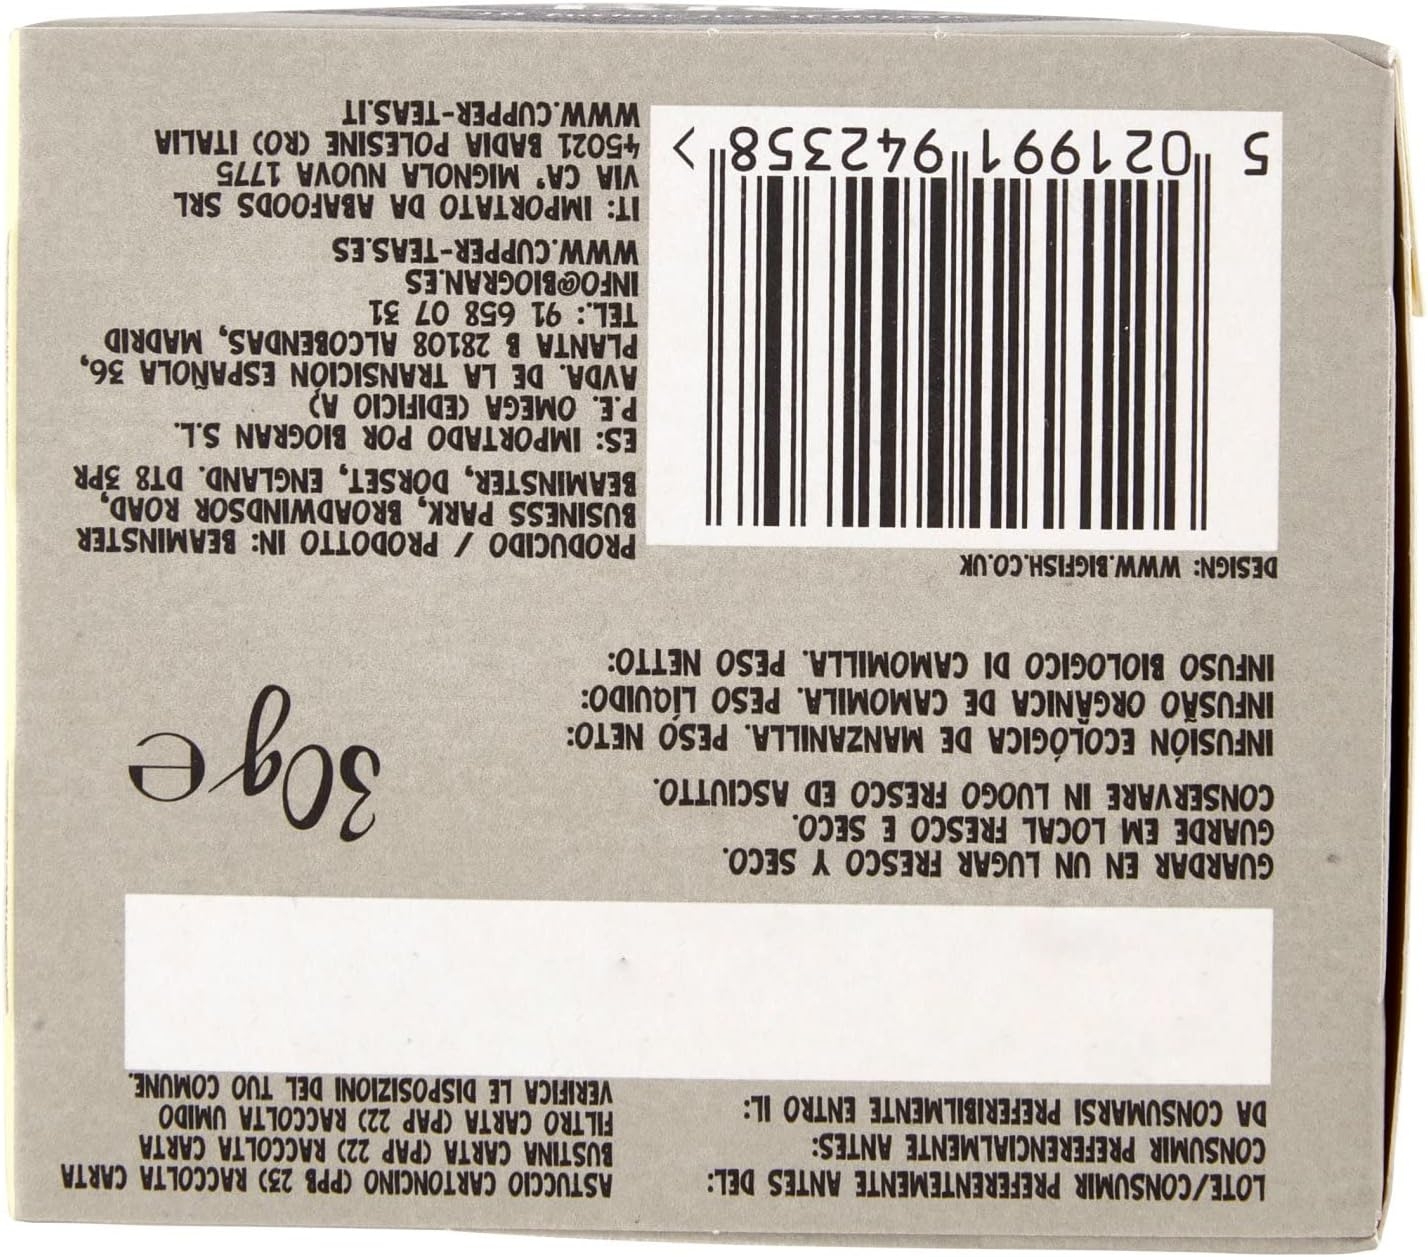 LOTE/CONSUMIR PREFERENTEMENTE ANTES DEL:
CONSUMIR PREFERENCIALMENTE ANTES:
DA CONSUMARSI PREFERIBILMENTE ENTRO IL:
ASTUCCIO CARTONCINO (PPB 23) RACCOLTA CARTA
BUSTINA CARTA (PAP 22) RACCOLTA CARTA
FILTRO CARTA (PAP 22) RACCOLTA UMIDO
VERIFICA LE DISPOSIZIONI DEL TUO COMUNE.
GUARDAR EN UN LUGAR FRESCO Y SECO.
GUARDE EM LOCAL FRESCO E SECO.
CONSERVARE IN LUOGO FRESCO ED ASCIUTTO.
INFUSIÓN ECOLÓGICA DE MANZANILLA. PESO NETO:
INFUSÃO ORGÂNICA DE CAMOMILA. PESO LÍQUIDO:
INFUSO BIOLOGICO DI CAMOMILLA. PESO NETTO:
30g e
DESIGN: WWW.BIGFISH.CO.UK
5 021991 942358 >
PRODUCIDO / PRODOTTO IN: BEAMINSTER
BUSINESS PARK, BROADWINDSOR ROAD,
BEAMINSTER, DORSET, ENGLAND. DT8 3PR
ES: IMPORTADO POR BIOGRAN S.L.
P.E. OMEGA (EDIFICIO A)
AVDA. DE LA TRANSICIÓN ESPAÑOLA 36,
PLANTA B 28108 ALCOBENDAS, MADRID
TEL.: 91 658 07 31
INFO@BIOGRAN.ES
WWW.CUPPER-TEAS.ES
IT: IMPORTATO DA ABAFOODS SRL
VIA CA' MIGNOLA NUOVA 1775
45021 BADIA POLESINE (RO) ITALIA
WWW.CUPPER-TEAS.IT